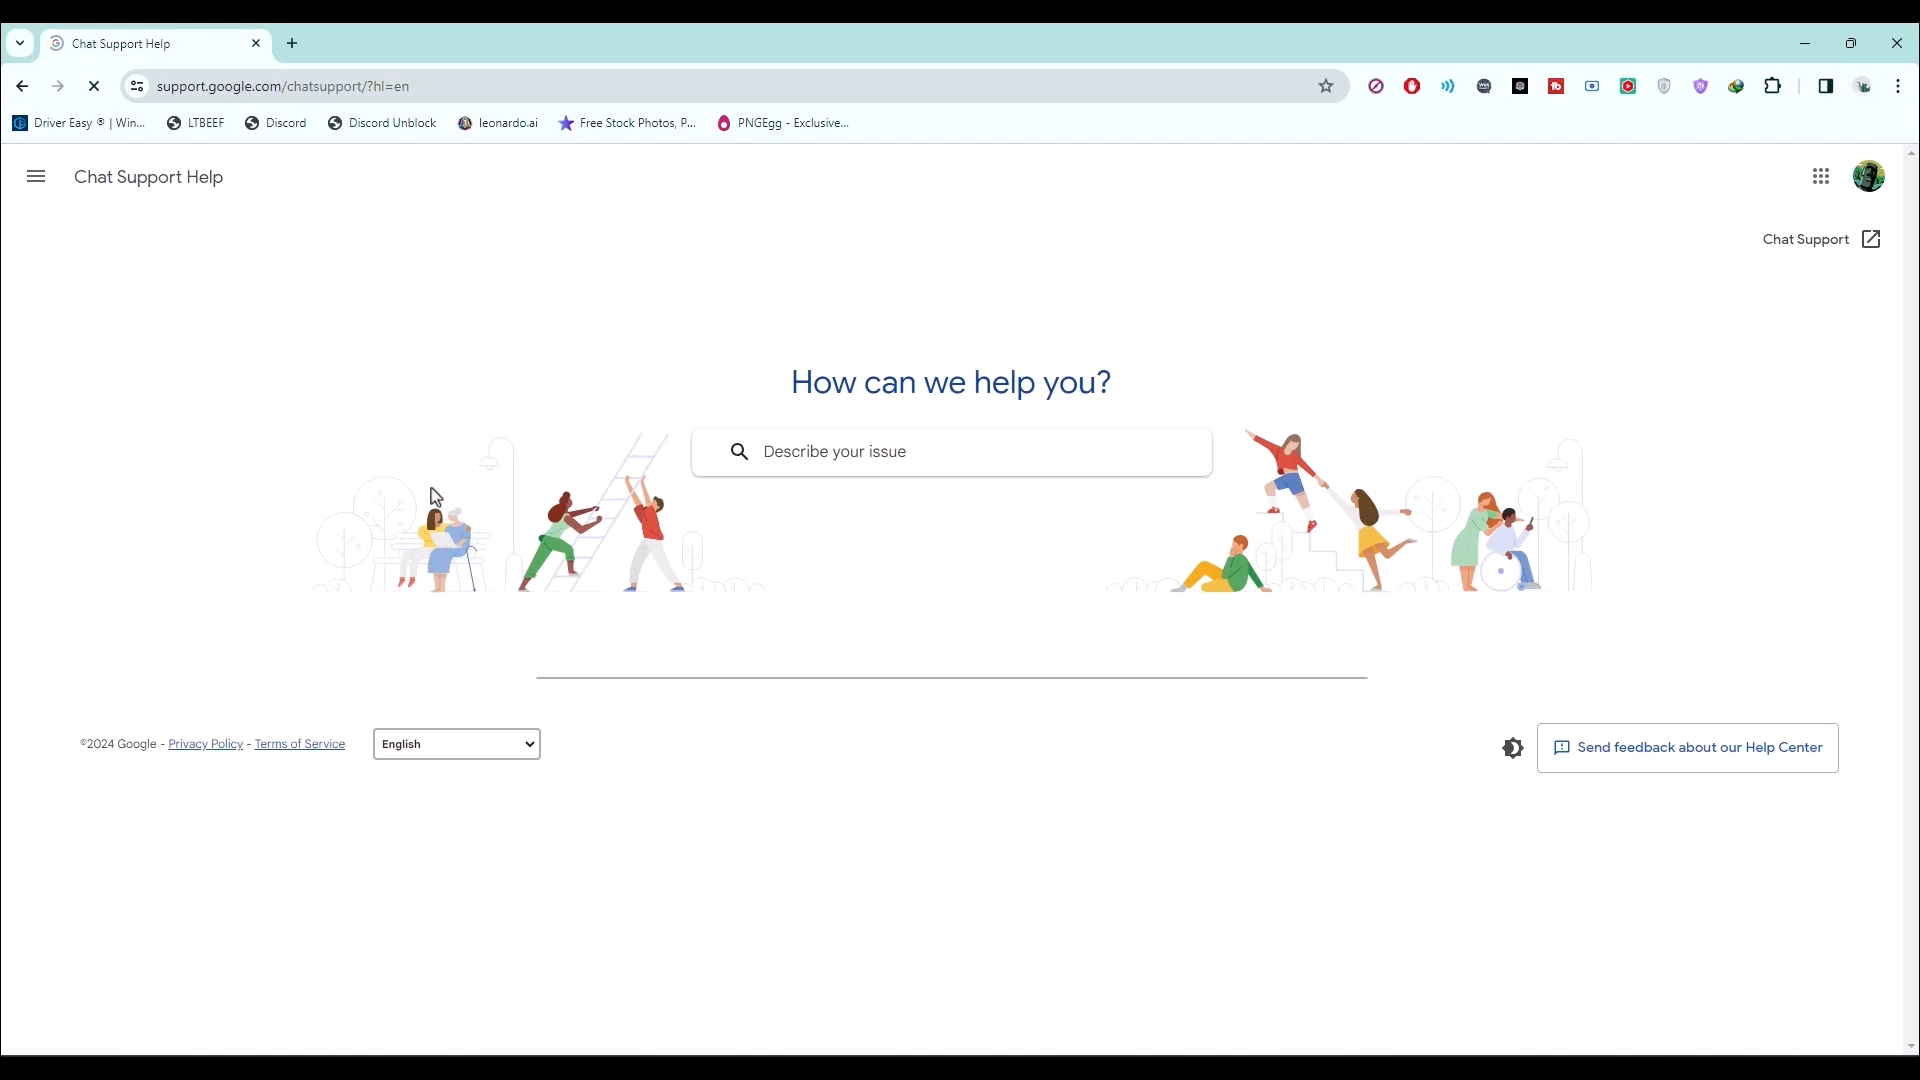 Chat Support Help
support.google.com/chatsupport/?hl=en
Driver Easy ® | Win...
LTBEEF
Discord
Discord Unblock
leonardo.ai
Free Stock Photos, P...
PNGEgg - Exclusive...
Chat Support Help
Chat Support
How can we help you?
Describe your issue
©2024 Google - Privacy Policy - Terms of Service
English
Send feedback about our Help Center